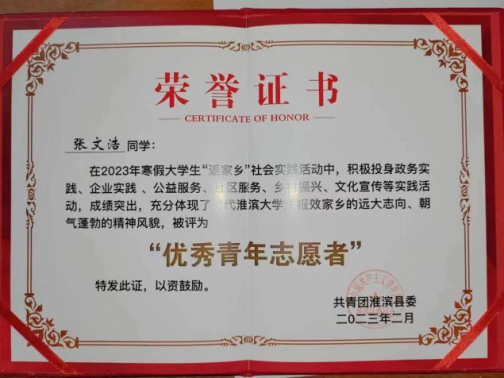 荣誉证书
CERTIFICATE OF HONOR
张文浩 同学：
在2023年寒假大学生“返家乡”社会实践活动中，积极投身政务实
践、企业实践、公益服务、社区服务、乡村振兴、文化宣传等实践活
动，成绩突出，充分体现了代淮滨大学报效家乡的远大志向、朝
气蓬勃的精神风貌，被评为
“优秀青年志愿者”
特发此证，以资鼓励。
共青团淮滨县委
二〇二三年二月